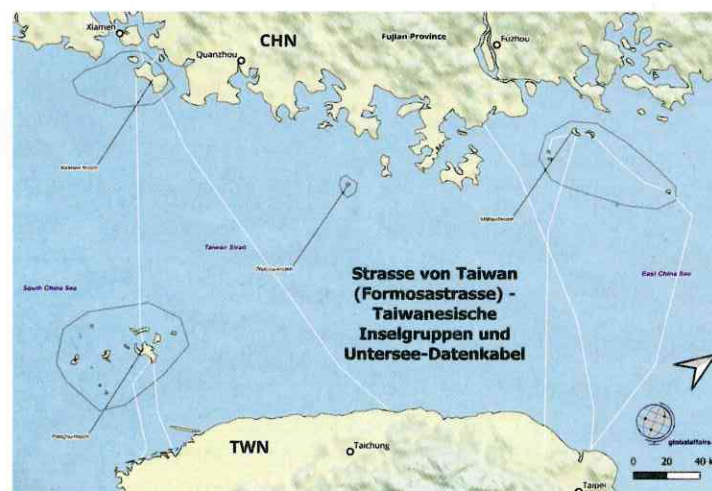 Xiamen
CHN
Fujian Province
Fuzhou
Quanzhou
Taiwan Strait
South China Sea
East China Sea
Strasse von Taiwan
(Formosastrasse) -
Taiwanesische
Inselgruppen und
Untersee-Datenkabel
TWN
Taichung
Taipei
globalaffairs.
0 20 40 k